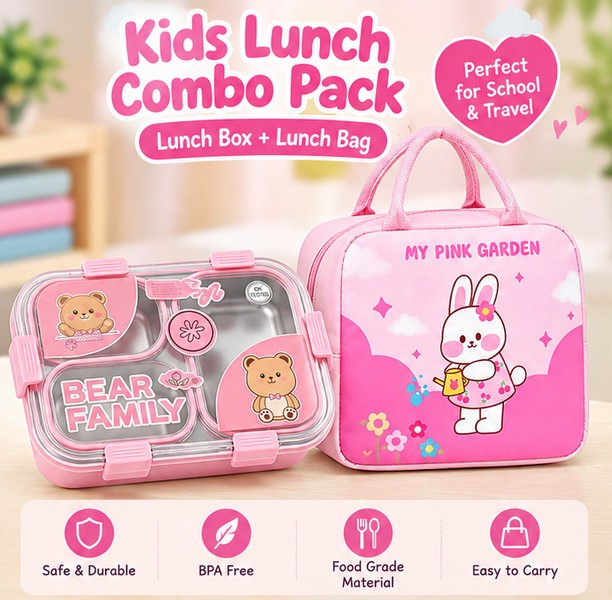 Kids Lunch
Combo Pack
Lunch Box + Lunch Bag
Perfect
for School
& Travel
MY PINK GARDEN
TESTED
BEAR
FAMILY
Safe & Durable
BPA Free
Food Grade
Material
Easy to Carry